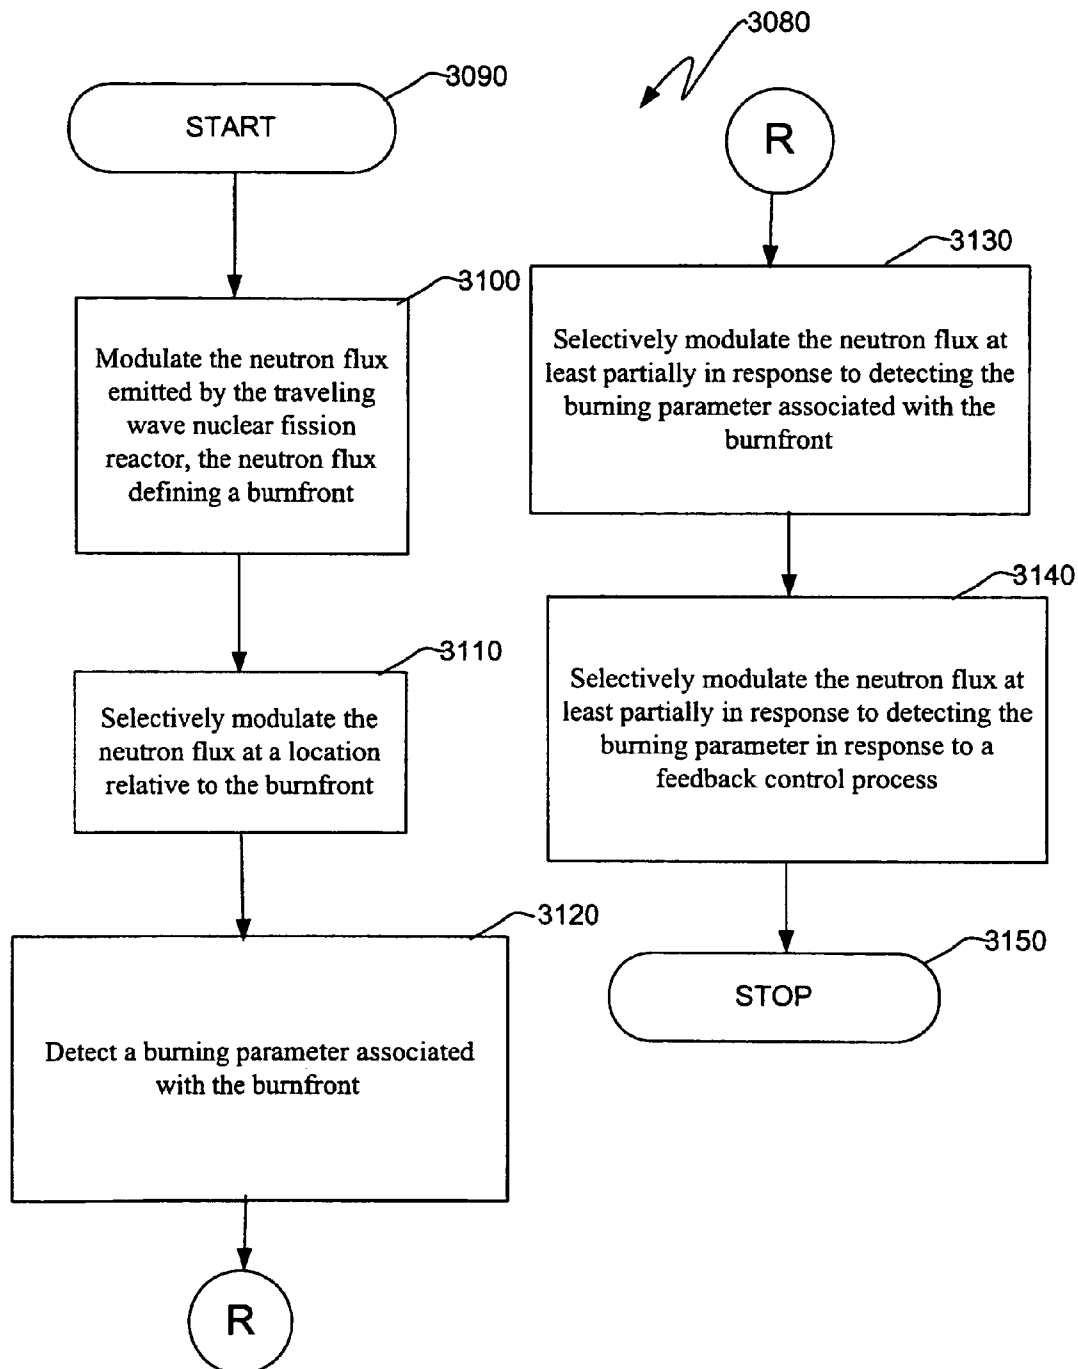 3080
3090
START
3100
Modulate the neutron flux
emitted by the traveling
wave nuclear fission
reactor, the neutron flux
defining a burnfront
3110
Selectively modulate the
neutron flux at a location
relative to the burnfront
3120
Detect a burning parameter associated
with the burnfront
R
R
3130
Selectively modulate the neutron flux at
least partially in response to detecting the
burning parameter associated with the
burnfront
3140
Selectively modulate the neutron flux at
least partially in response to detecting the
burning parameter in response to a
feedback control process
3150
STOP